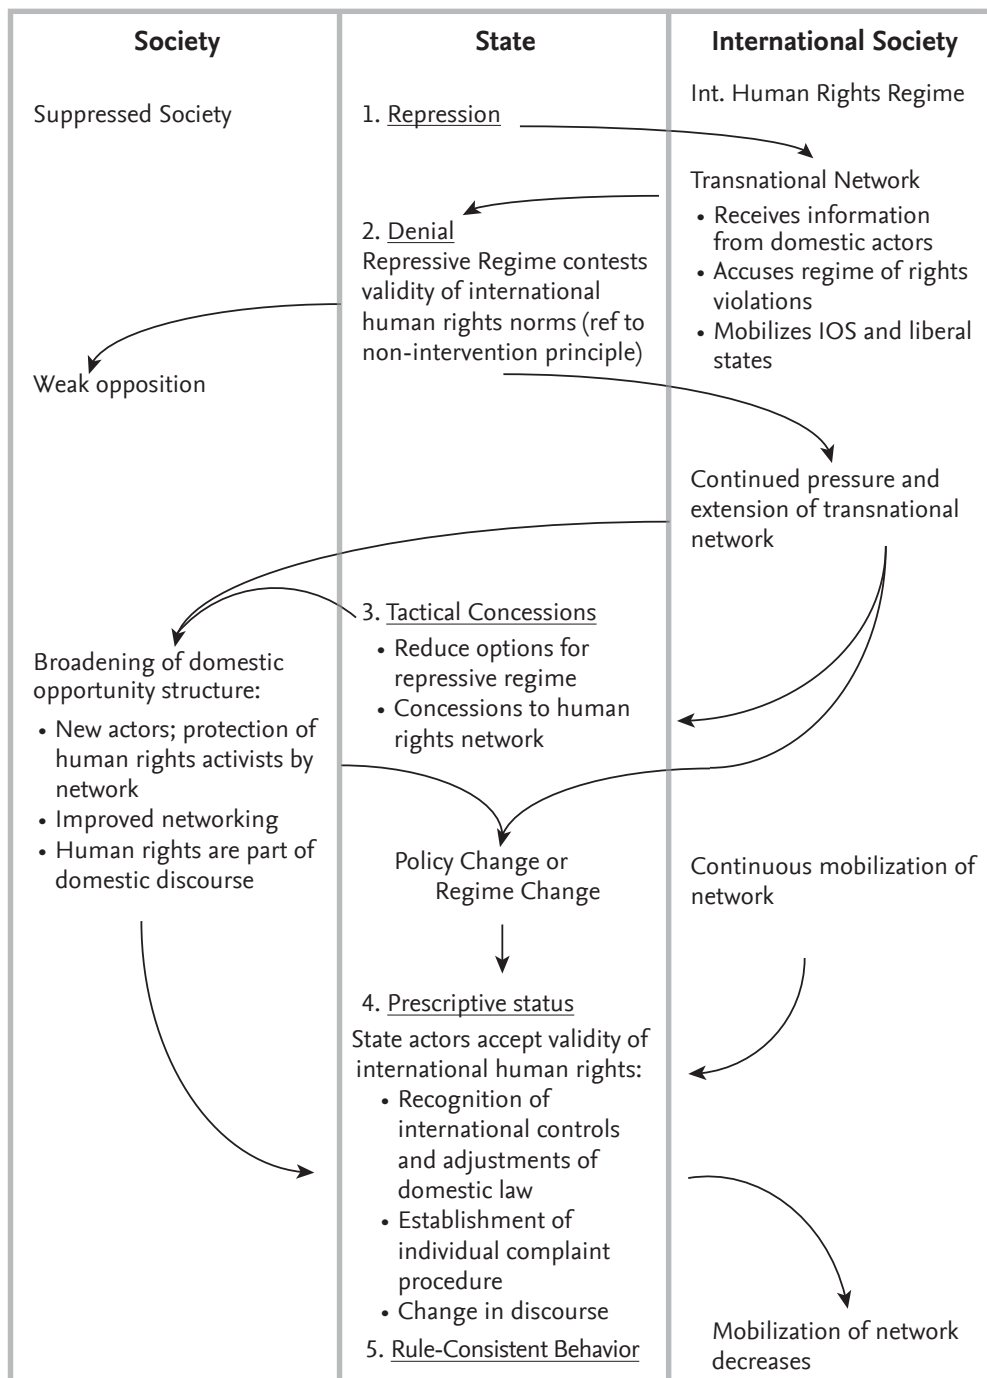 Society
Suppressed Society
Weak opposition
Broadening of domestic
opportunity structure:
• New actors; protection of
human rights activists by
network
• Improved networking
• Human rights are part of
domestic discourse
State
1. Repression
2. Denial
Repressive Regime contests
validity of international
human rights norms (ref to
non-intervention principle)
3. Tactical Concessions
• Reduce options for
repressive regime
• Concessions to human
rights network
Policy Change or
Regime Change
4. Prescriptive status
State actors accept validity of
international human rights:
• Recognition of
international controls
and adjustments of
domestic law
• Establishment of
individual complaint
procedure
• Change in discourse
5. Rule-Consistent Behavior
International Society
Int. Human Rights Regime
Transnational Network
• Receives information
from domestic actors
• Accuses regime of rights
violations
• Mobilizes IOS and liberal
states
Continued pressure and
extension of transnational
network
Continuous mobilization of
network
Mobilization of network
decreases